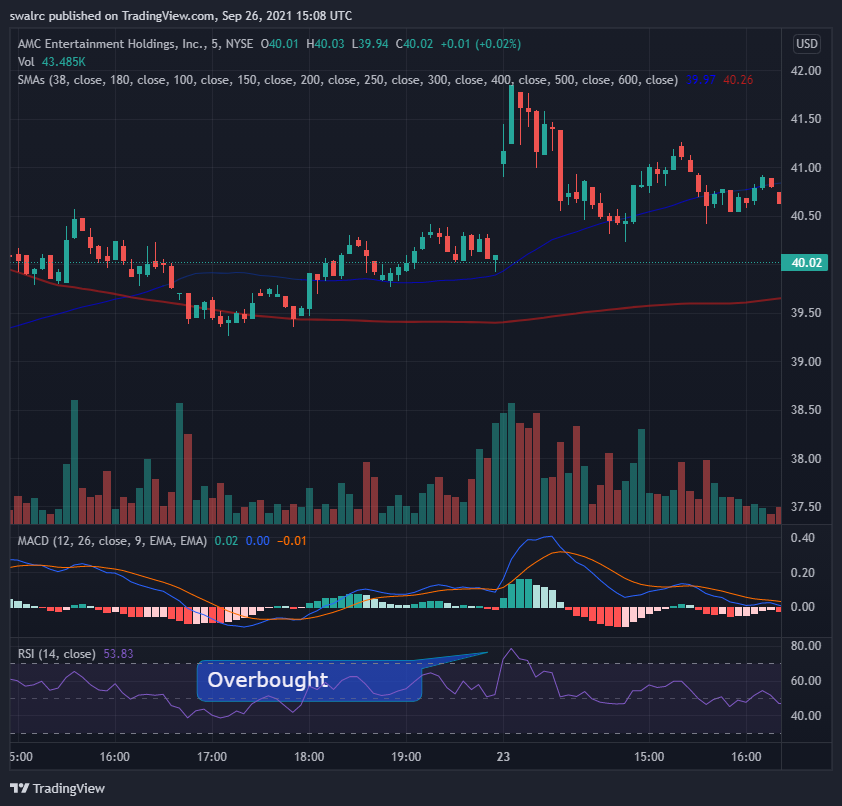 swalrc published on TradingView.com, Sep 26, 2021 15:08 UTC
AMC Entertainment Holdings, Inc., 5, NYSE O40.01 H40.03 L39.94 C40.02 +0.01 (+0.02%)
USD
Vol 43.485K
SMAs (38, close, 180, close, 100, close, 150, close, 200, close, 250, close, 300, close, 400, close, 500, close, 600, close) 40.26
42.00
41.50
41.00
40.50
40.02
39.50
39.00
38.50
38.00
37.50
MACD (12, 26, close, 9, EMA, EMA) 0.02 0.00 −0.01
0.40
0.20
0.00
RSI (14, close) 53.83
80.00
Overbought
60.00
40.00
5:00 16:00 17:00 18:00 19:00 23 15:00 16:00
TradingView